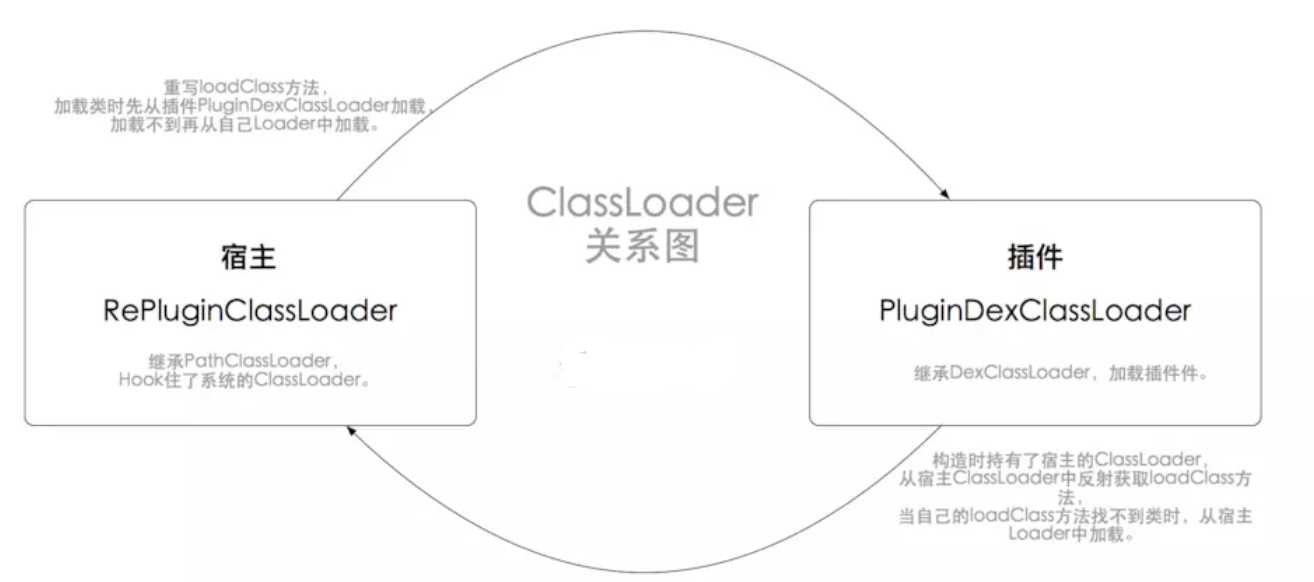 重写loadClass方法，
加载类时先从插件PluginDexClassLoader加载，
加载不到再从自己Loader中加载。
ClassLoader
关系图
宿主
RePluginClassLoader
继承PathClassLoader，
Hook住了系统的ClassLoader。
插件
PluginDexClassLoader
继承DexClassLoader，加载插件件。
构造时持有了宿主的ClassLoader，
从宿主ClassLoader中反射获取loadClass方
法，
当自己的loadClass方法找不到类时，从宿主
Loader中加载。